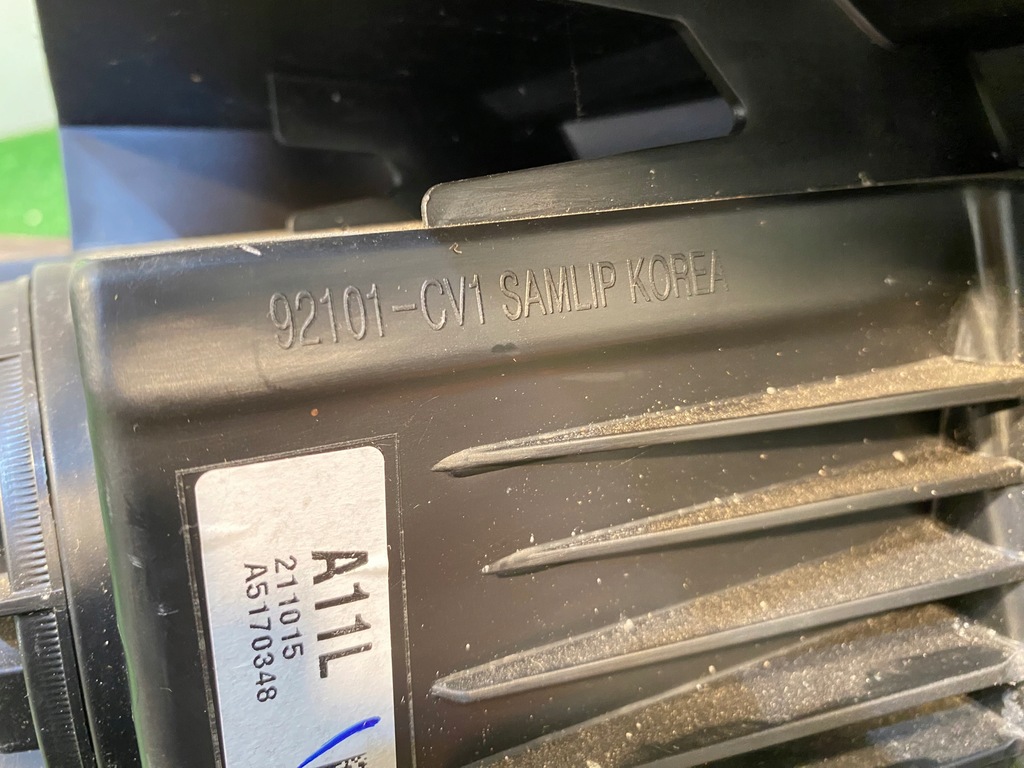 92101-CV1 SAMLIP KOREA
A11L
211015
A5170348